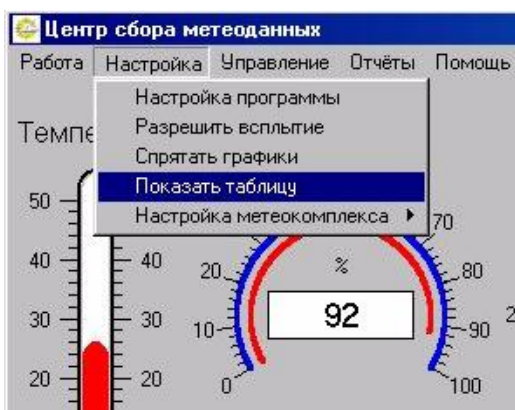 Центр сбора метеоданных
Работа Настройка Управление Отчёты Помощь
Настройка программы
Разрешить всплытие
Спрятать графики
Показать таблицу
Настройка метеокомплекса
50
40 40
30 30
20 20
%
92
0
10
20
70
80
90
100